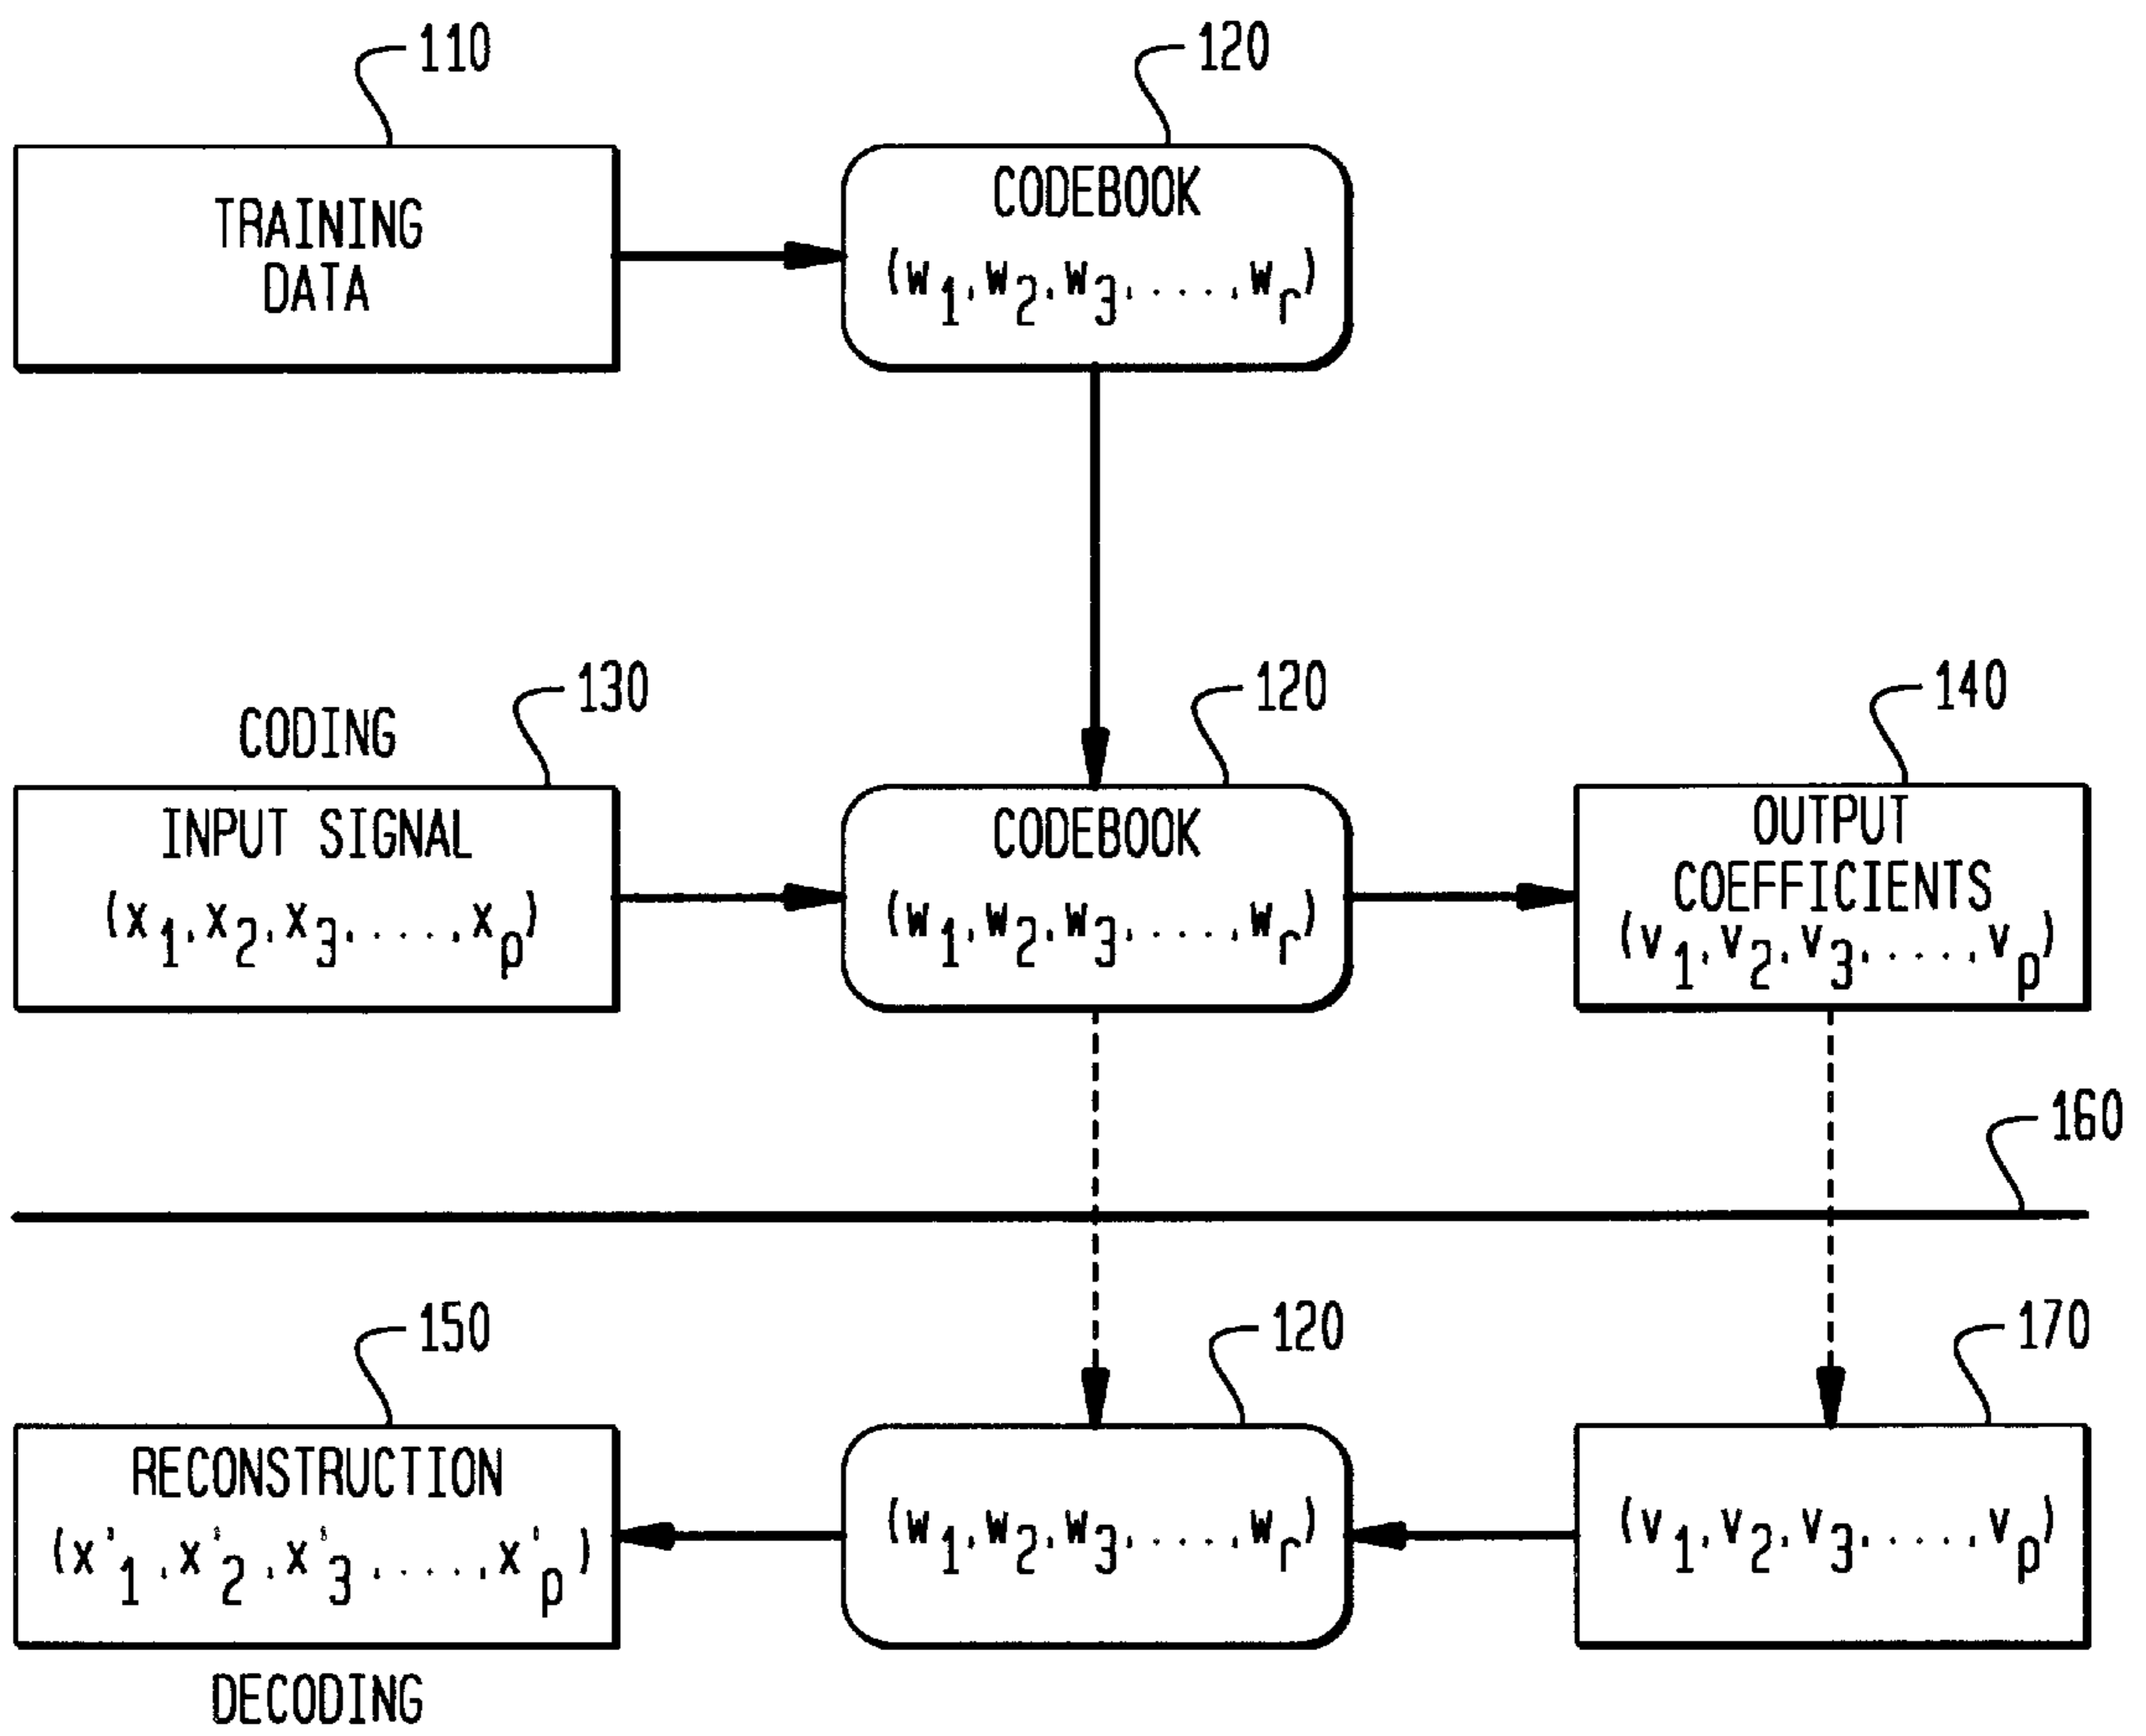 110
120
TRAINING
DATA
CODEBOOK
(w1,w2,w3,....,wr)
CODING
130
120
140
INPUT SIGNAL
(x1,x2,x3,....,xp)
CODEBOOK
(w1,w2,w3,....,wr)
OUTPUT
COEFFICIENTS
(v1,v2,v3,....,vp)
160
150
120
170
RECONSTRUCTION
(x'1,x'2,x'3,....,x'p)
(w1,w2,w3,....,wr)
(v1,v2,v3,....,vp)
DECODING